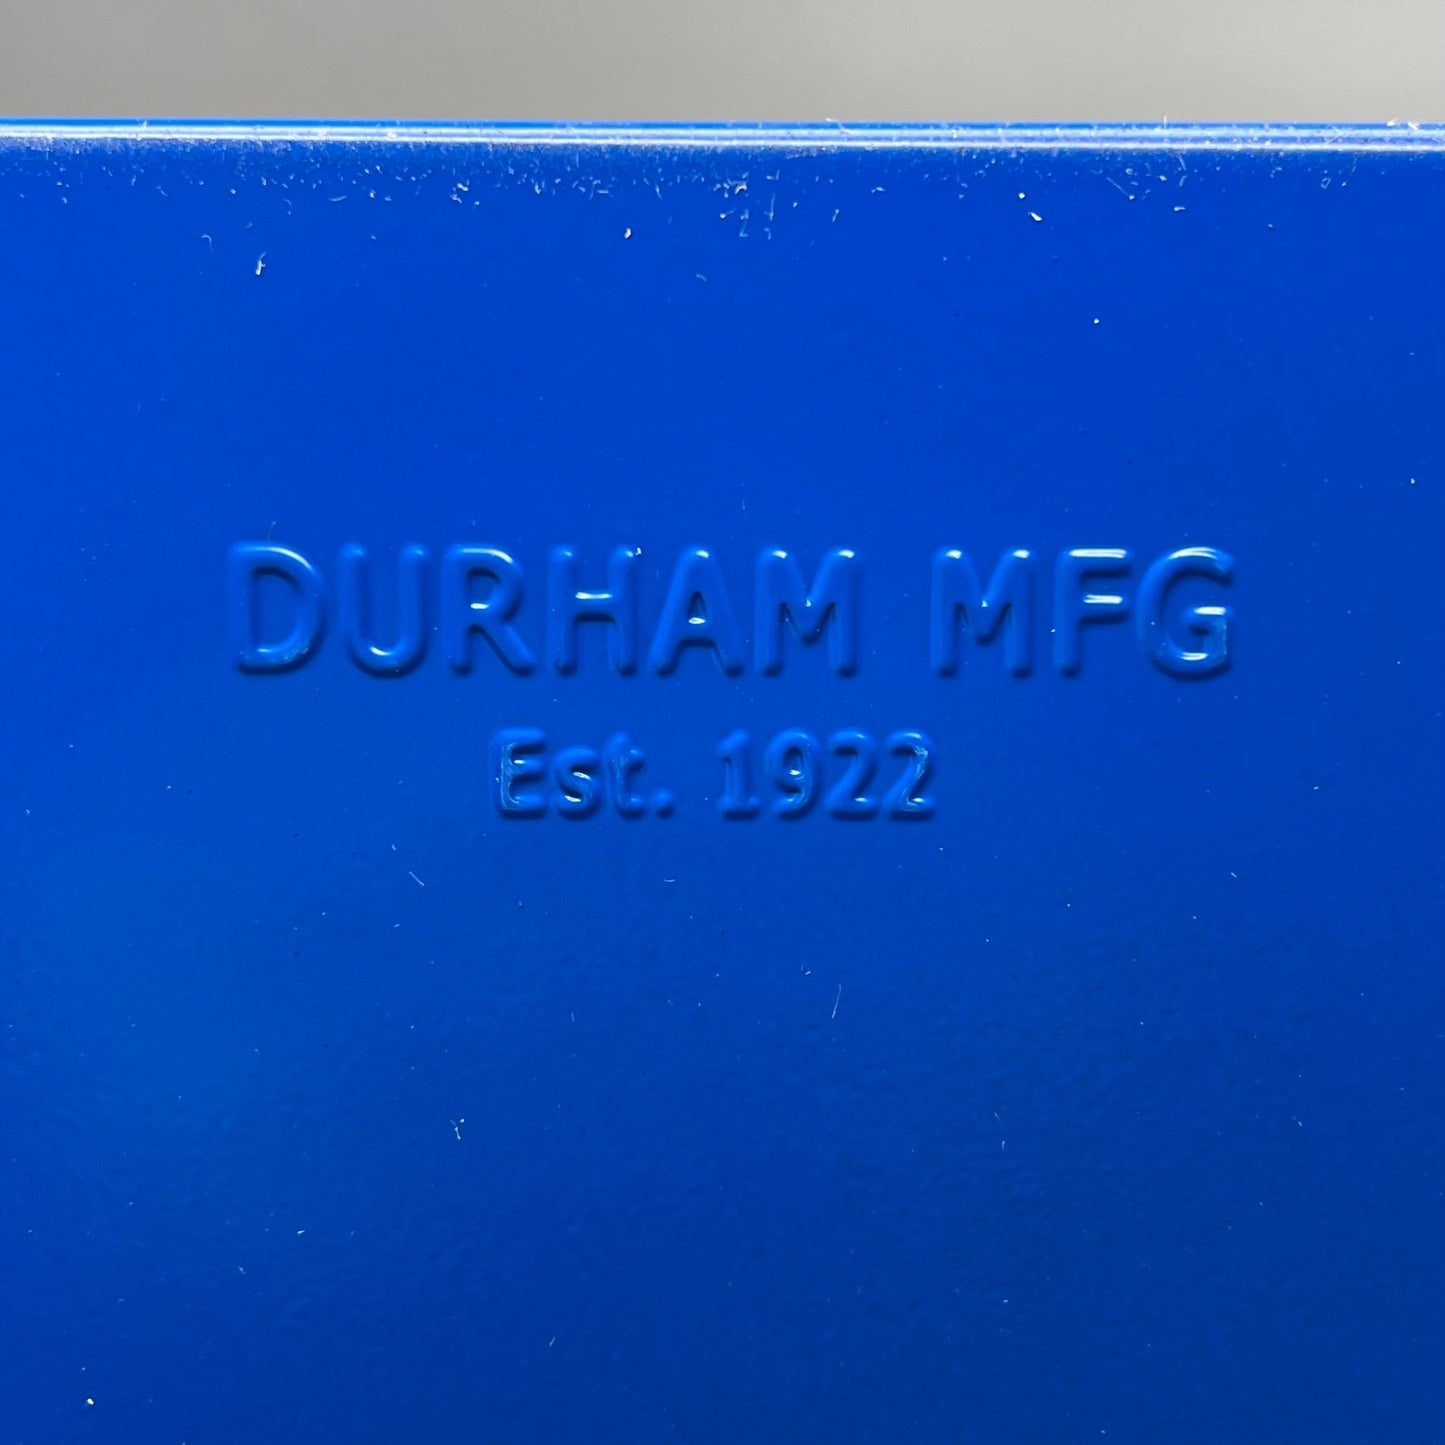 DURHAM MFG
Est. 1922